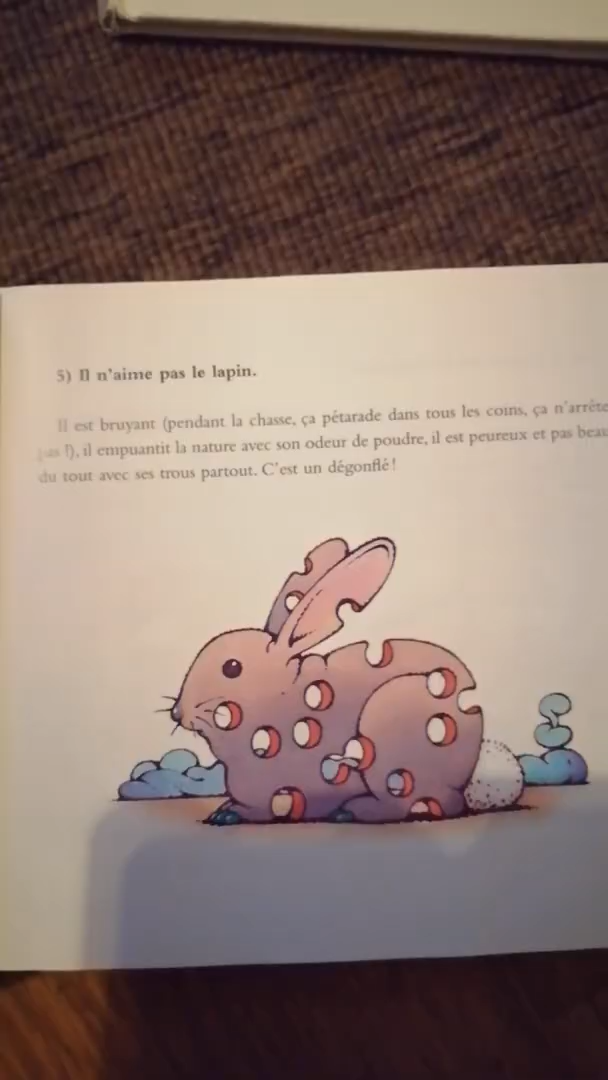 5) Il n'aime pas le lapin.
Il est bruyant (pendant la chasse, ça pétarade dans tous les coins, ça n'arrête
pas !), il empuantit la nature avec son odeur de poudre, il est peureux et pas beau
du tout avec ses trous partout. C'est un dégonflé !